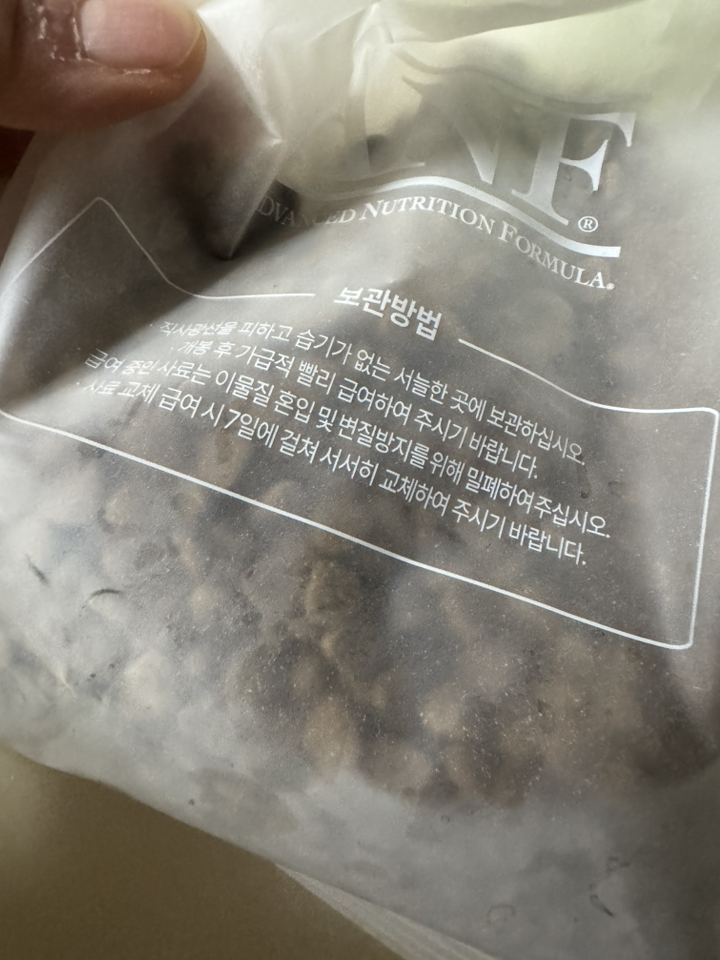 NF®
ADVANCED NUTRITION FORMULA.
보관방법
· 직사광선을 피하고 습기가 없는 서늘한 곳에 보관하십시오.
· 개봉 후 가급적 빨리 급여하여 주시기 바랍니다.
급여 중인 사료는 이물질 혼입 및 변질방지를 위해 밀폐하여 주십시오.
· 사료 교체 급여 시 7일에 걸쳐 서서히 교체하여 주시기 바랍니다.